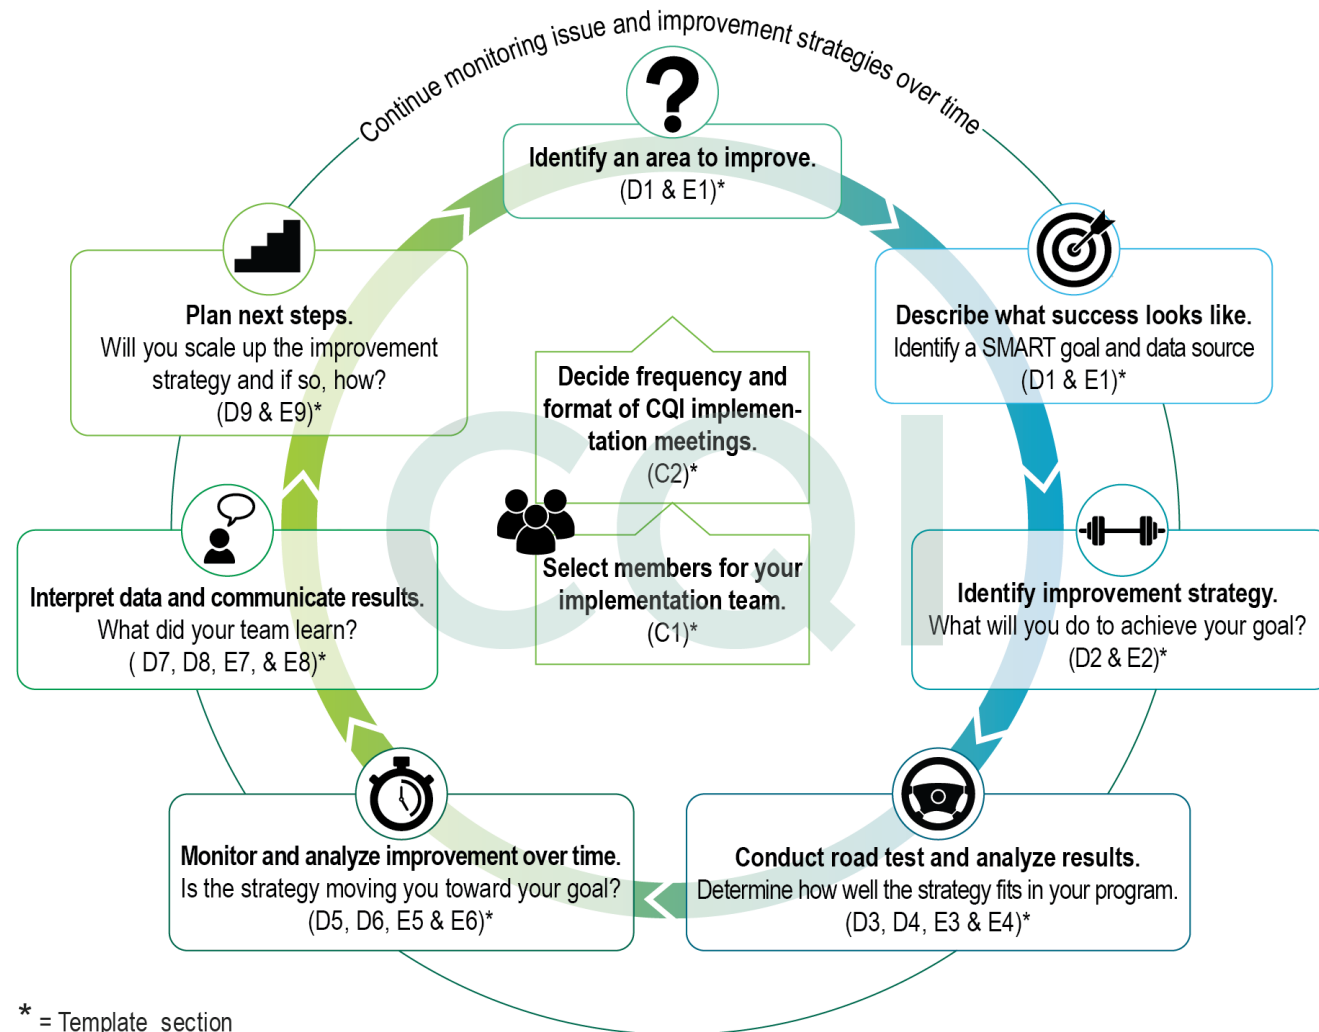 Continue monitoring issue and improvement strategies over time
Identify an area to improve.
(D1 & E1)*
Describe what success looks like.
Identify a SMART goal and data source
(D1 & E1)*
Identify improvement strategy.
What will you do to achieve your goal?
(D2 & E2)*
Conduct road test and analyze results.
Determine how well the strategy fits in your program.
(D3, D4, E3 & E4)*
Monitor and analyze improvement over time.
Is the strategy moving you toward your goal?
(D5, D6, E5 & E6)*
Interpret data and communicate results.
What did your team learn?
( D7, D8, E7, & E8)*
Plan next steps.
Will you scale up the improvement
strategy and if so, how?
(D9 & E9)*
Decide frequency and
format of CQI implemen-
tation meetings.
(C2)*
Select members for your
implementation team.
(C1)*
CQI
* = Template section